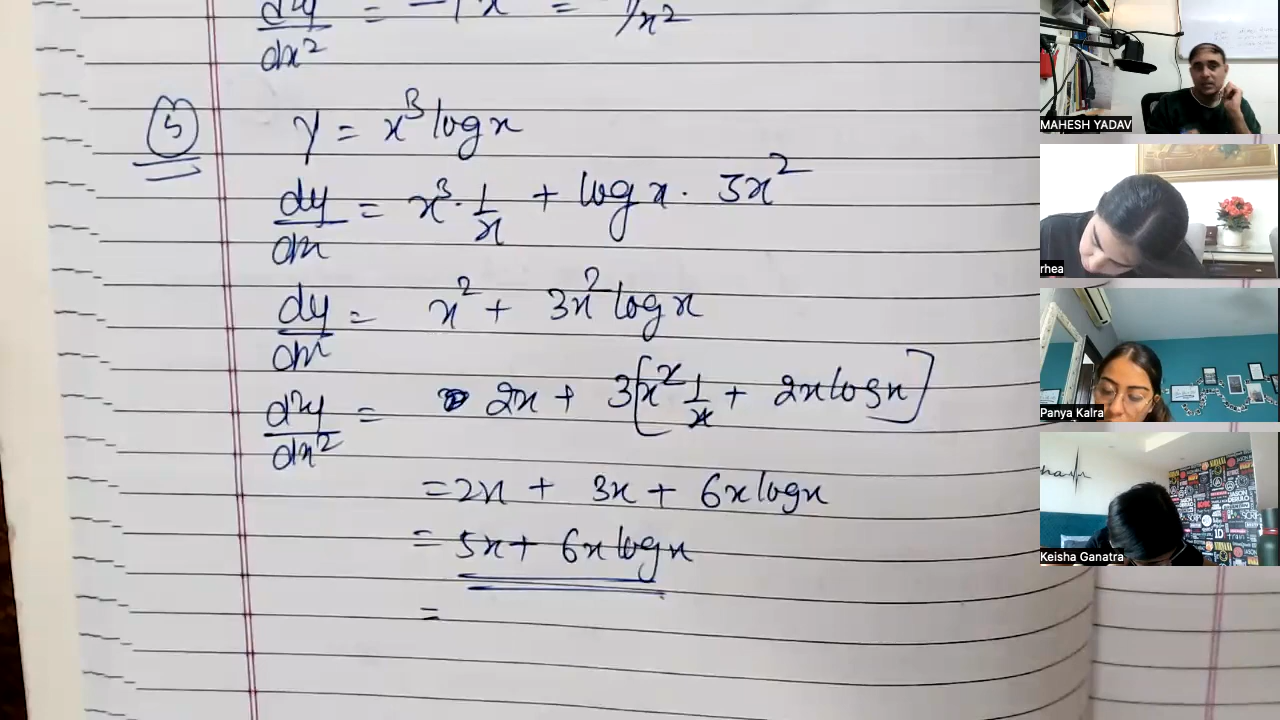 d²y/dx² = -1/x = 1/x²
5
y = x³ log x
dy/dx = x³ · 1/x + log x · 3x²
dy/dx = x² + 3x² log x
d²y/dx² = 2x + 3[x² 1/x + 2x log x]
= 2x + 3x + 6x log x
= 5x + 6x log x
=
MAHESH YADAV
rhea
Panya Kalra
Keisha Ganatra